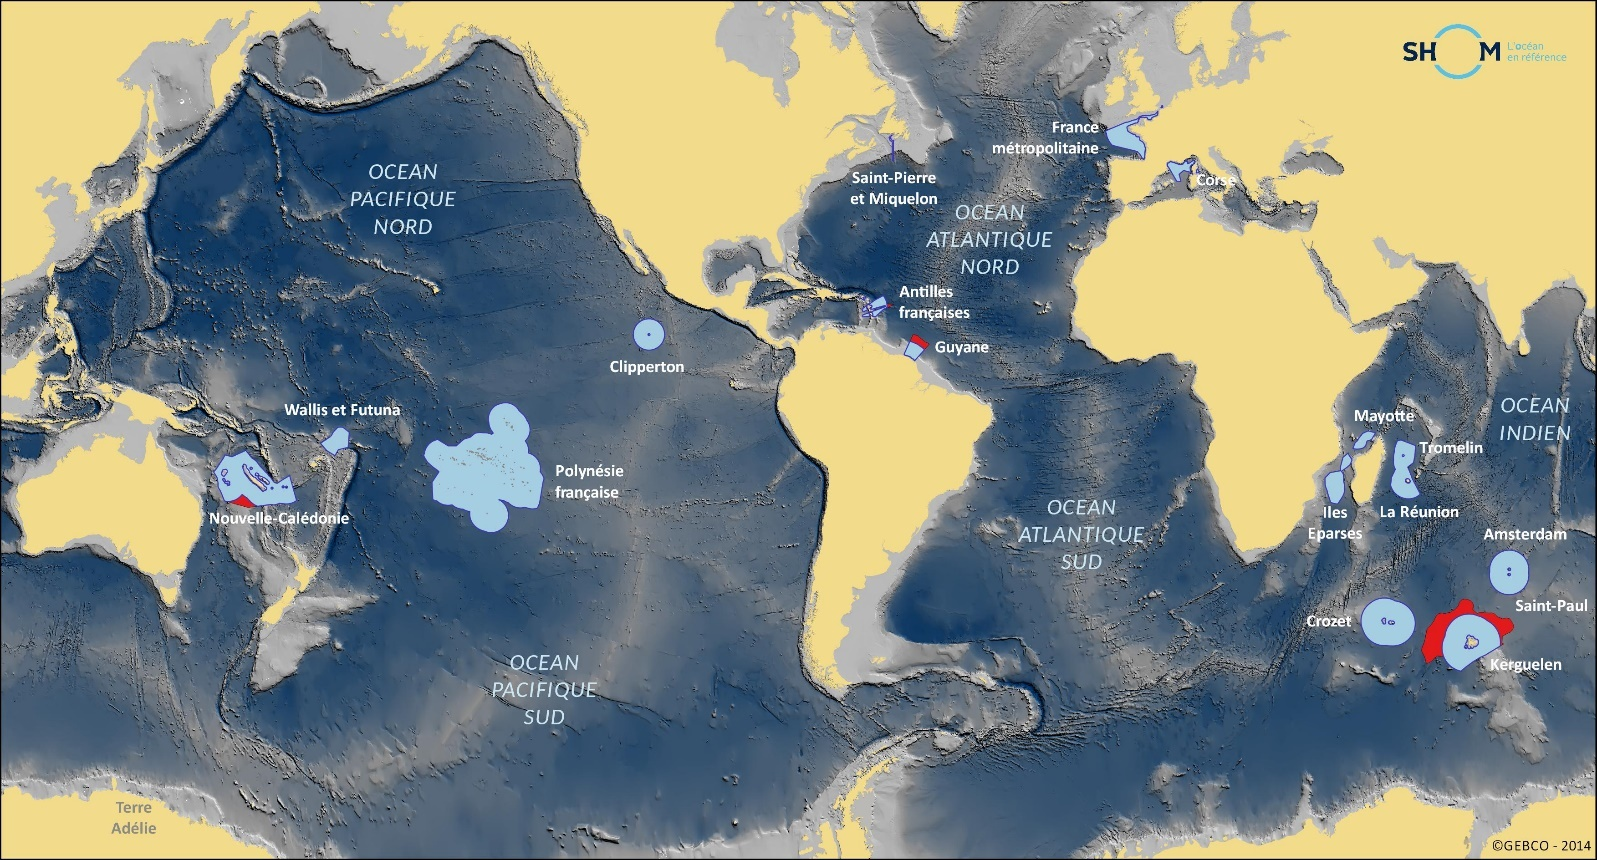 SHOM L'océan
en référence
France
métropolitaine
Corse
Saint-Pierre
et Miquelon
OCEAN
PACIFIQUE
NORD
OCEAN
ATLANTIQUE
NORD
Antilles
françaises
Guyane
Clipperton
Wallis et Futuna
Polynésie
française
Nouvelle-Calédonie
Mayotte
Tromelin
OCEAN
INDIEN
Iles
Eparses
La Réunion
OCEAN
ATLANTIQUE
SUD
Amsterdam
Saint-Paul
Crozet
Kerguelen
OCEAN
PACIFIQUE
SUD
Terre
Adélie
©GEBCO - 2014